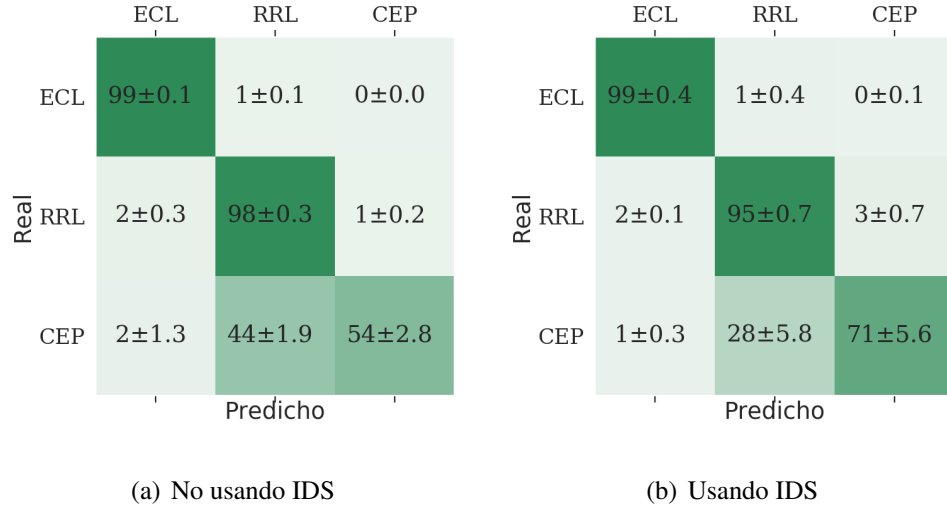 ECL RRL CEP
ECL 99±0.1 1±0.1 0±0.0
RRL 2±0.3 98±0.3 1±0.2
CEP 2±1.3 44±1.9 54±2.8
Real
Predicho
(a) No usando IDS
ECL RRL CEP
ECL 99±0.4 1±0.4 0±0.1
RRL 2±0.1 95±0.7 3±0.7
CEP 1±0.3 28±5.8 71±5.6
Real
Predicho
(b) Usando IDS